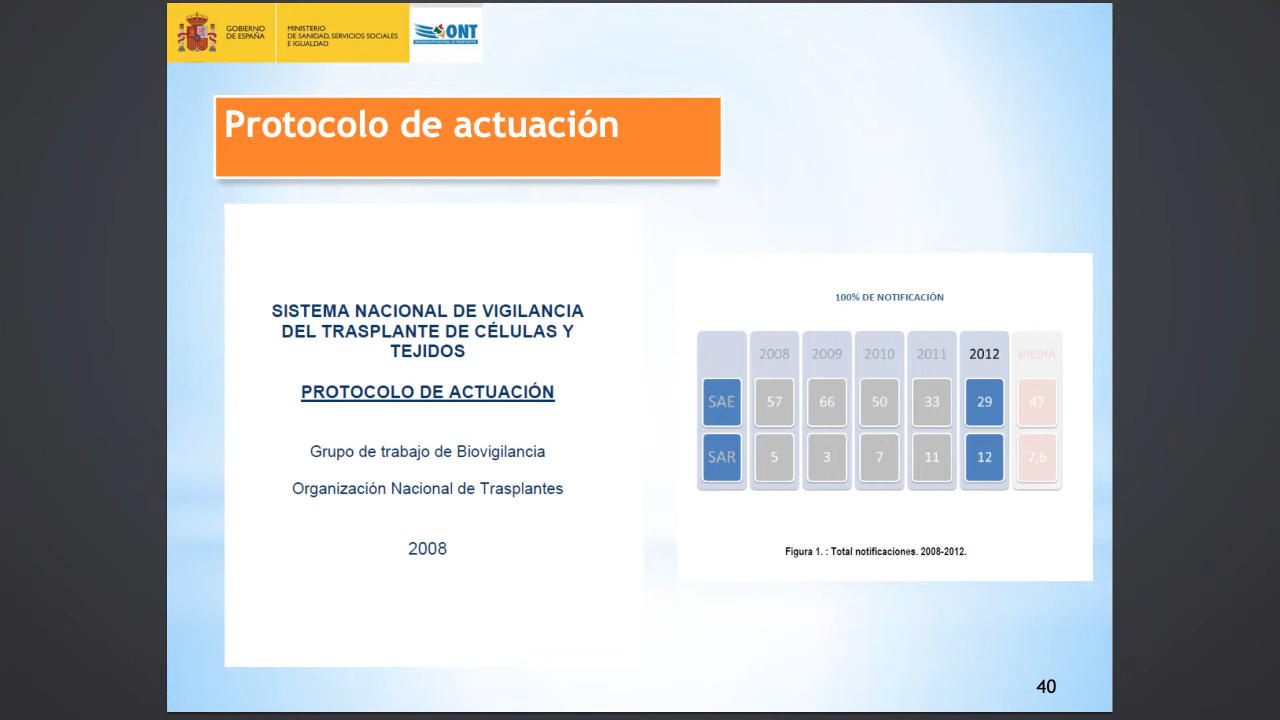 GOBIERNO
DE ESPAÑA
MINISTERIO
DE SANIDAD, SERVICIOS SOCIALES
E IGUALDAD
ONT
Protocolo de actuación
SISTEMA NACIONAL DE VIGILANCIA
DEL TRASPLANTE DE CÉLULAS Y
TEJIDOS
PROTOCOLO DE ACTUACIÓN
Grupo de trabajo de Biovigilancia
Organización Nacional de Trasplantes
2008
100% DE NOTIFICACIÓN
2008 2009 2010 2011 2012 MEDIA
SAE 57 66 50 33 29 47
SAR 5 3 7 11 12 7,6
Figura 1. : Total notificaciones. 2008-2012.
40